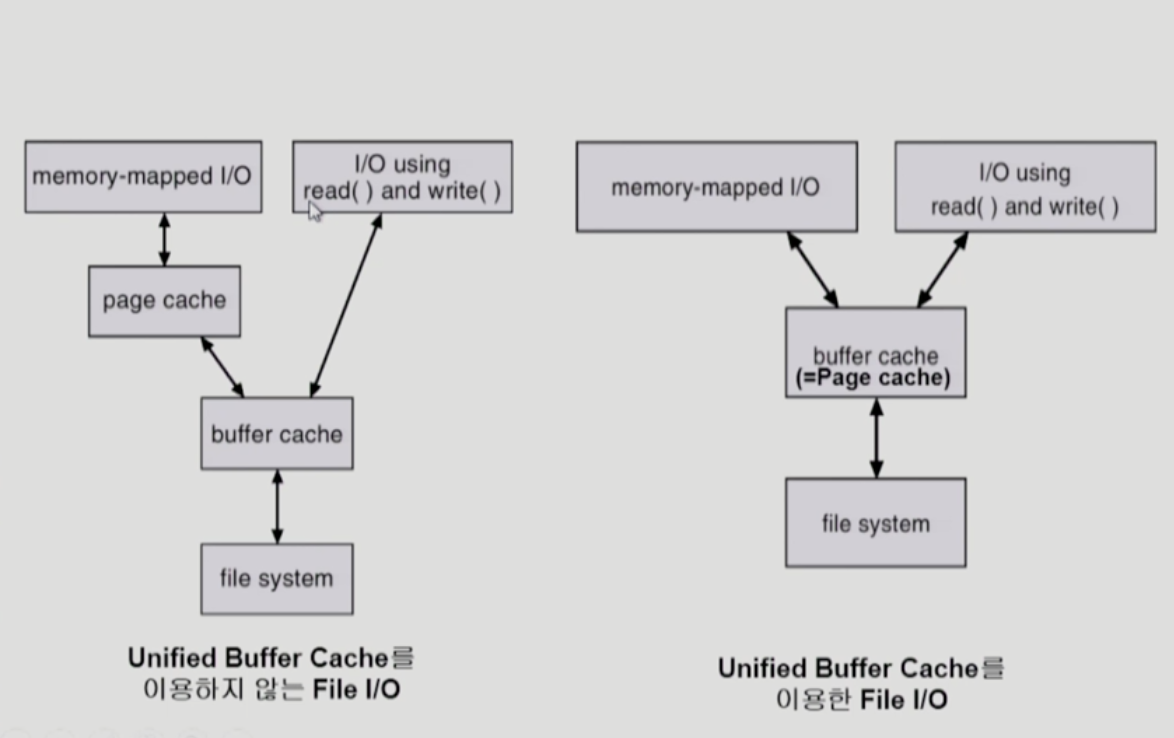 memory-mapped I/O
I/O using
read( ) and write( )
page cache
buffer cache
file system
Unified Buffer Cache를
이용하지 않는 File I/O
memory-mapped I/O
I/O using
read( ) and write( )
buffer cache
(=Page cache)
file system
Unified Buffer Cache를
이용한 File I/O